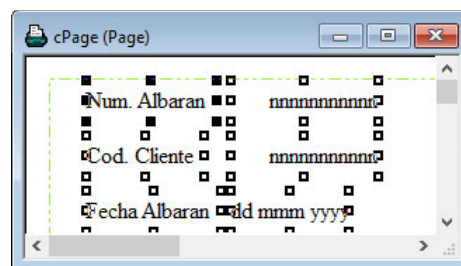 cPage (Page)
Num. Albaran nnnnnnnnnnn
Cod. Cliente nnnnnnnnnnn
Fecha Albaran dd mmm yyyy